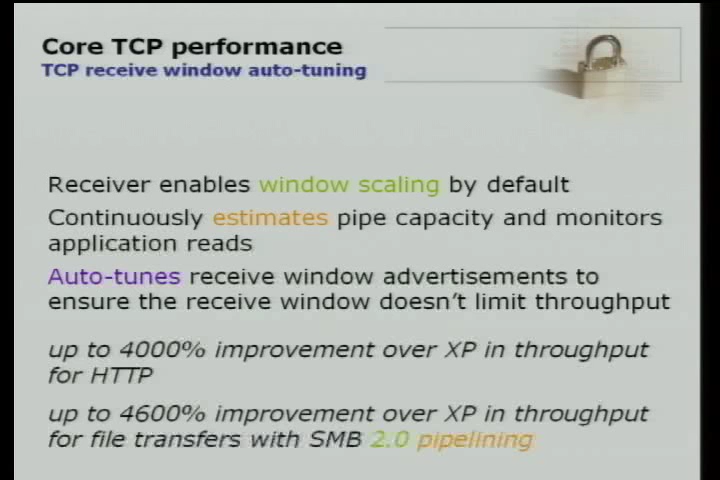 Core TCP performance
TCP receive window auto-tuning
Receiver enables window scaling by default
Continuously estimates pipe capacity and monitors
application reads
Auto-tunes receive window advertisements to
ensure the receive window doesn't limit throughput
up to 4000% improvement over XP in throughput
for HTTP
up to 4600% improvement over XP in throughput
for file transfers with SMB 2.0 pipelining